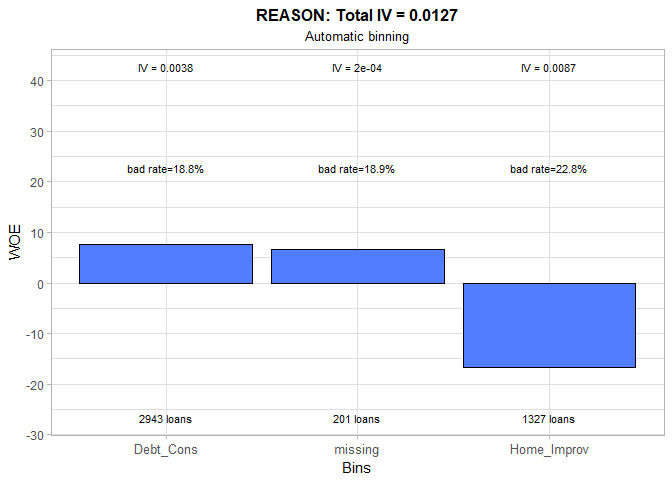 REASON: Total IV = 0.0127
Automatic binning
IV = 0.0038 IV = 2e-04 IV = 0.0087
bad rate=18.8% bad rate=18.9% bad rate=22.8%
40
30
20
10
0
-10
-20
-30
WOE
2943 loans 201 loans 1327 loans
Debt_Cons missing Home_Improv
Bins